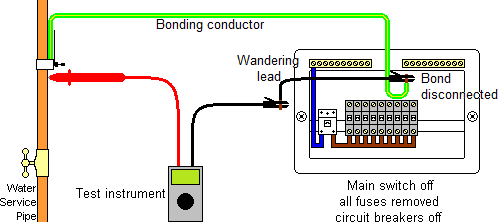 Bonding conductor
Wandering
lead
Bond
disconnected
Test instrument
Water
Service
Pipe
Main switch off
all fuses removed
circuit breakers off